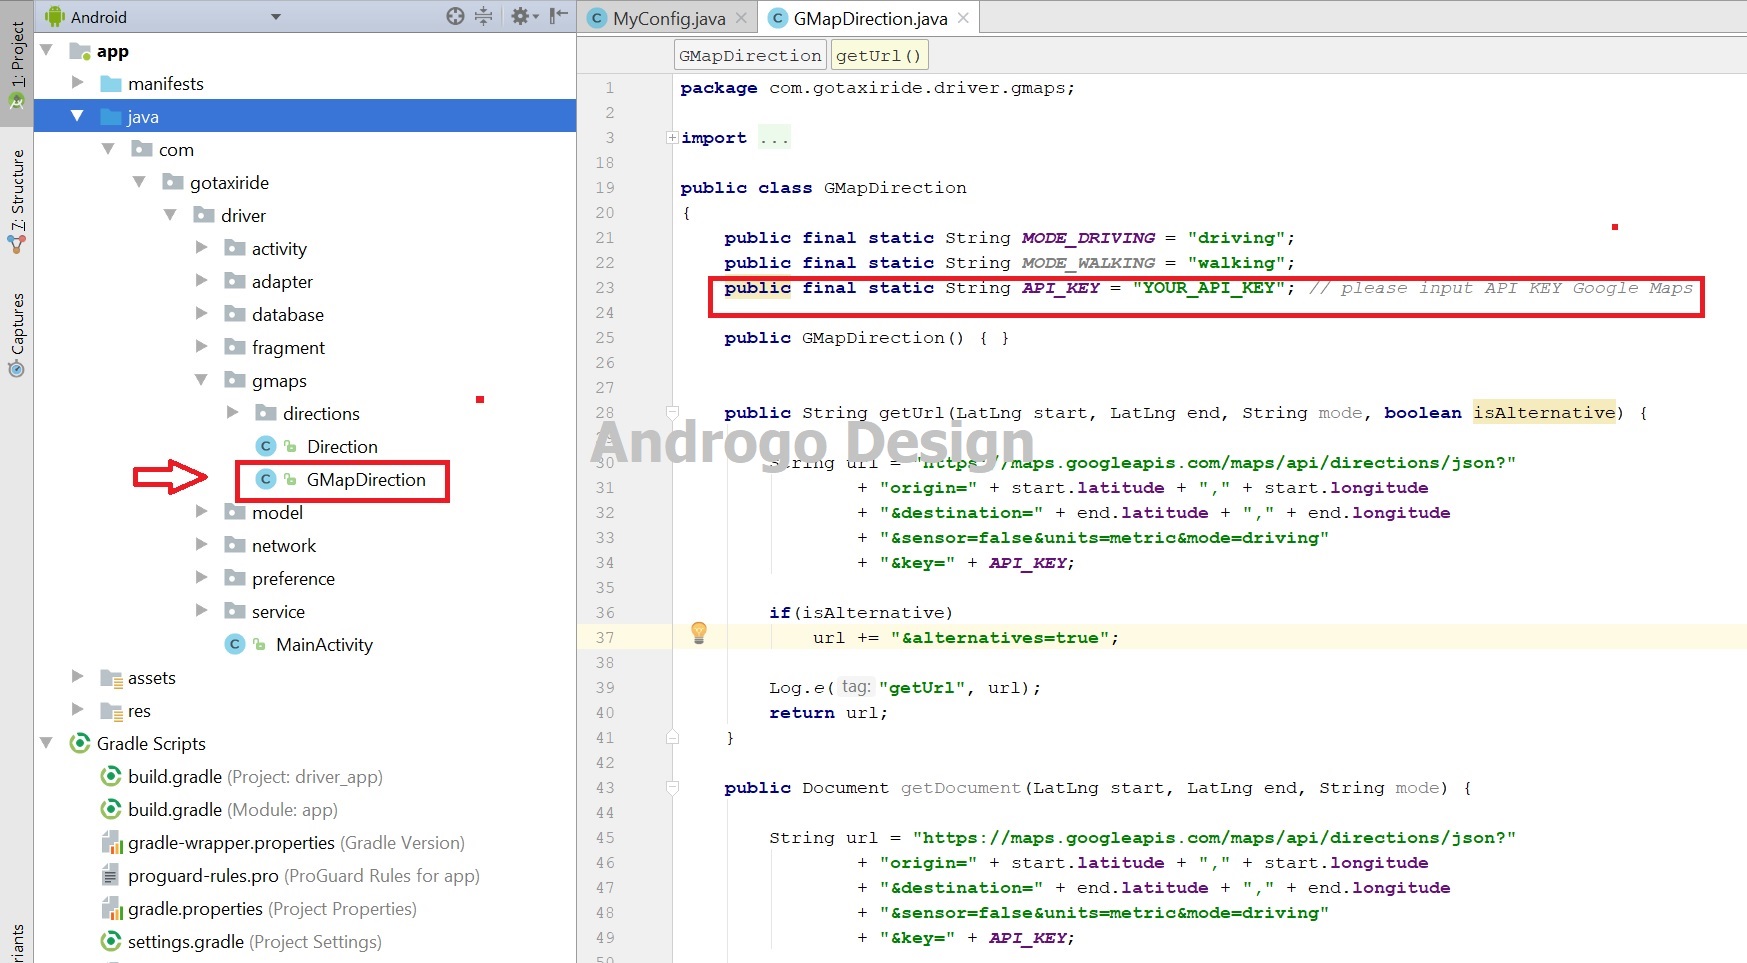 Android
1: Project
7: Structure
Captures
riants
app
manifests
java
com
gotaxiride
driver
activity
adapter
database
fragment
gmaps
directions
Direction
GMapDirection
model
network
preference
service
MainActivity
assets
res
Gradle Scripts
build.gradle (Project: driver_app)
build.gradle (Module: app)
gradle-wrapper.properties (Gradle Version)
proguard-rules.pro (ProGuard Rules for app)
gradle.properties (Project Properties)
settings.gradle (Project Settings)
MyConfig.java
GMapDirection.java
GMapDirection getUrl()
1 package com.gotaxiride.driver.gmaps;
2
3 import ...
18
19 public class GMapDirection
20 {
21 public final static String MODE_DRIVING = "driving";
22 public final static String MODE_WALKING = "walking";
23 public final static String API_KEY = "YOUR_API_KEY"; // please input API KEY Google Maps
24
25 public GMapDirection() { }
26
27
28 public String getUrl(LatLng start, LatLng end, String mode, boolean isAlternative) {
Androgo Design
30 String url = "https://maps.googleapis.com/maps/api/directions/json?"
31 + "origin=" + start.latitude + "," + start.longitude
32 + "&destination=" + end.latitude + "," + end.longitude
33 + "&sensor=false&units=metric&mode=driving"
34 + "&key=" + API_KEY;
35
36 if(isAlternative)
37 url += "&alternatives=true";
38
39 Log.e( tag: "getUrl", url);
40 return url;
41 }
42
43 public Document getDocument(LatLng start, LatLng end, String mode) {
44
45 String url = "https://maps.googleapis.com/maps/api/directions/json?"
46 + "origin=" + start.latitude + "," + start.longitude
47 + "&destination=" + end.latitude + "," + end.longitude
48 + "&sensor=false&units=metric&mode=driving"
49 + "&key=" + API_KEY;